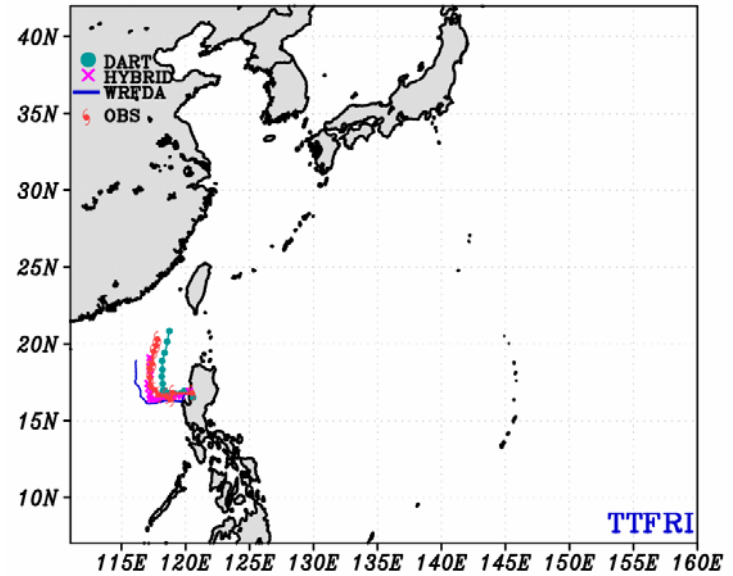 40N
DART
HYBRID
WRFDA
35N
OBS
30N
25N
20N
15N
10N
TTFRI
115E 120E 125E 130E 135E 140E 145E 150E 155E 160E